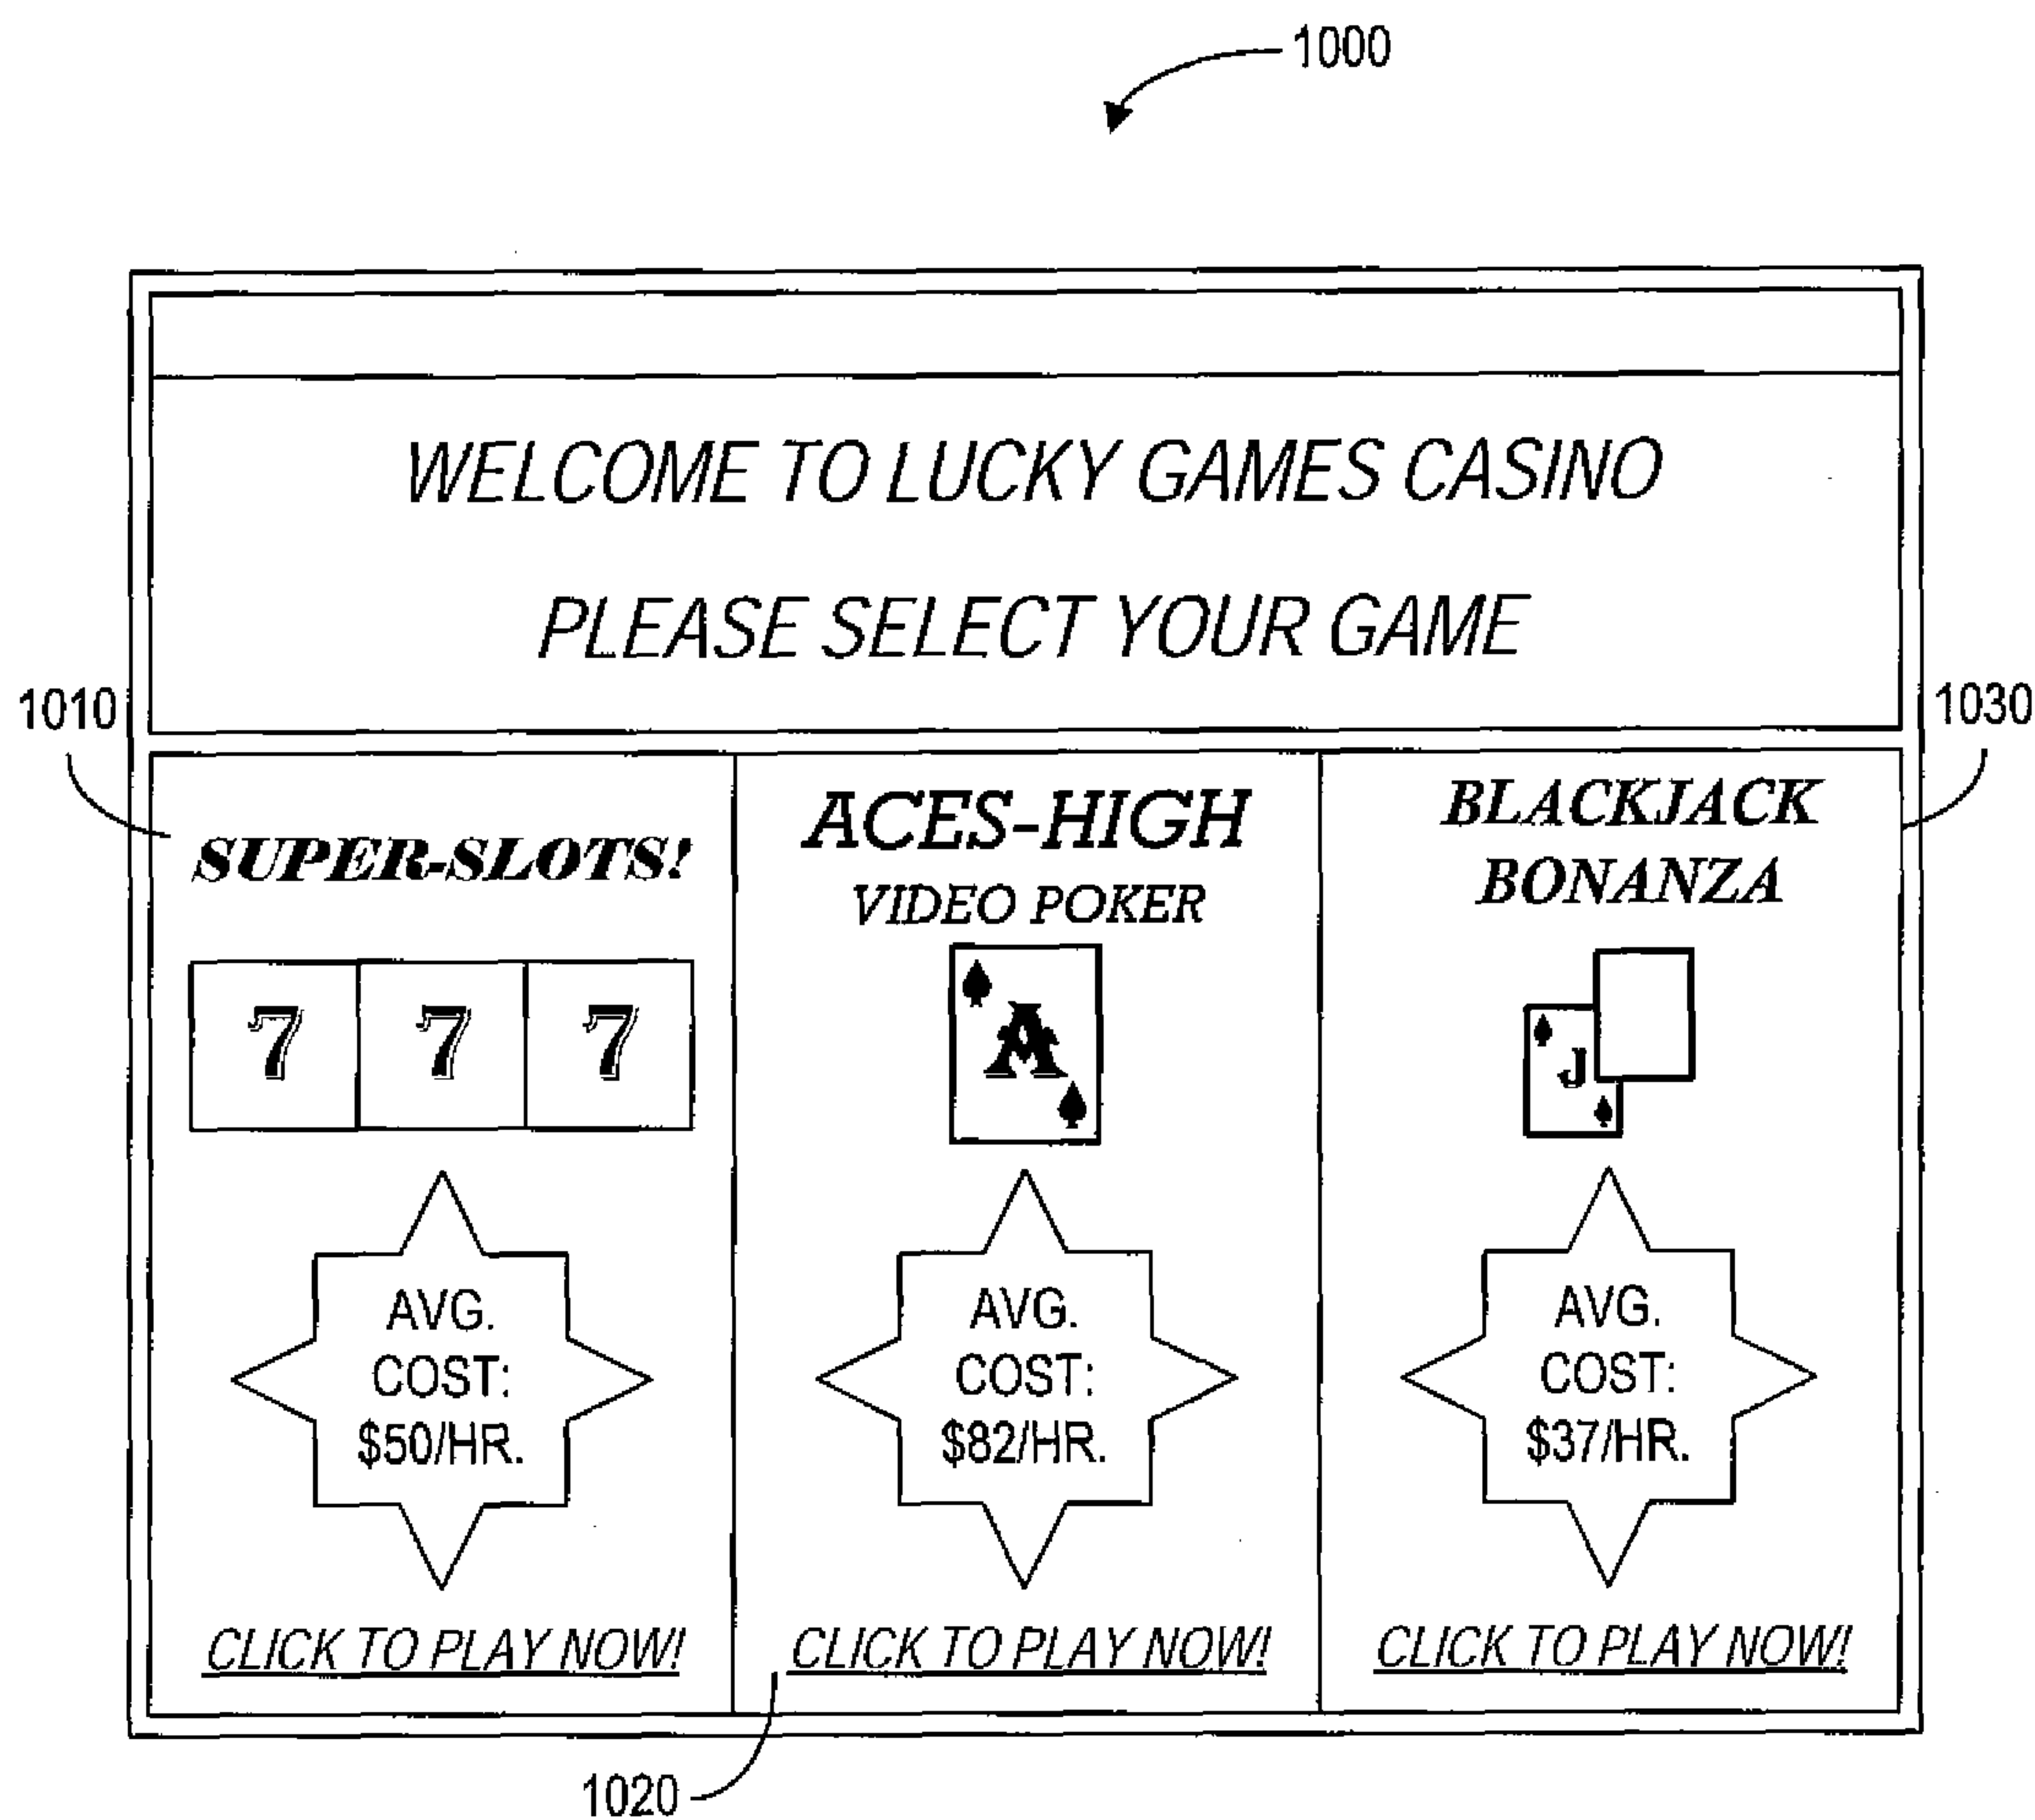 1000
WELCOME TO LUCKY GAMES CASINO
PLEASE SELECT YOUR GAME
1010
1030
SUPER-SLOTS!
7 7 7
AVG.
COST:
$50/HR.
CLICK TO PLAY NOW!
ACES-HIGH
VIDEO POKER
A
AVG.
COST:
$82/HR.
CLICK TO PLAY NOW!
1020
BLACKJACK
BONANZA
J
AVG.
COST:
$37/HR.
CLICK TO PLAY NOW!